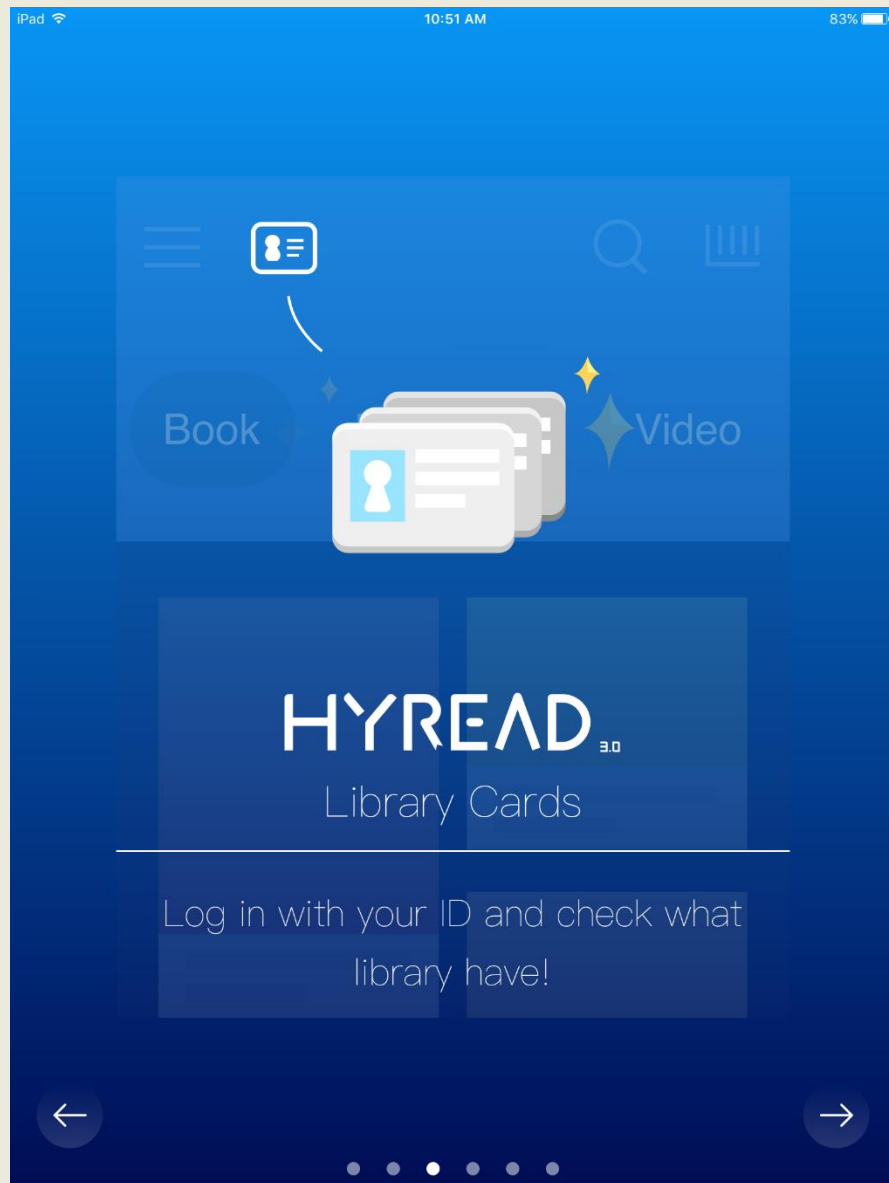 iPad 10:51 AM 83%
Book Video
HYREAD 3.0
Library Cards
Log in with your ID and check what
library have!